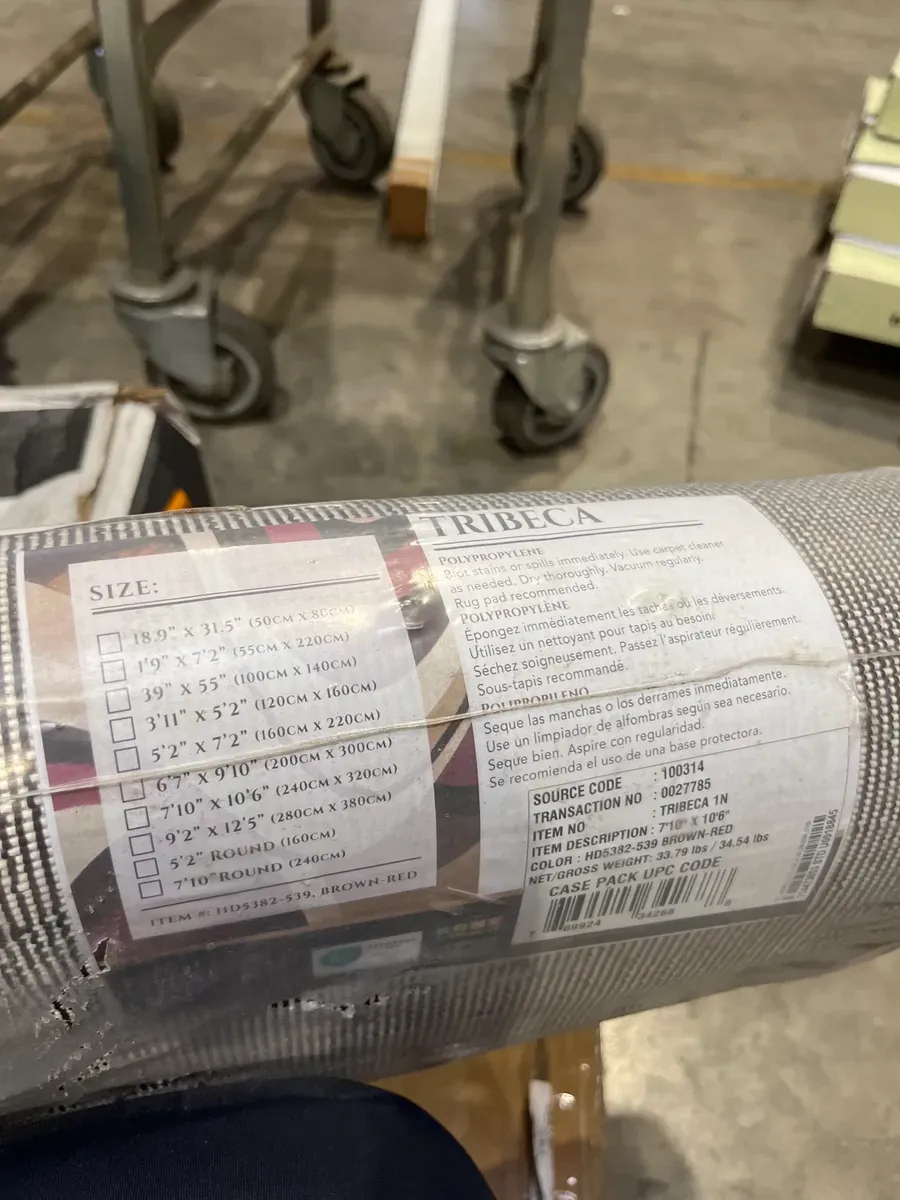 SIZE:
18.9" X 31.5" (50CM X 80CM)
1'9" X 7'2" (55CM X 220CM)
39" X 55" (100CM X 140CM)
3'11" X 5'2" (120CM X 160CM)
5'2" X 7'2" (160CM X 220CM)
6'7" X 9'10" (200CM X 300CM)
7'10" X 10'6" (240CM X 320CM)
9'2" X 12'5" (280CM X 380CM)
5'2" ROUND (160CM)
7'10" ROUND (240CM)
ITEM #: HD5382-539, BROWN-RED
TRIBECA
POLYPROPYLENE
Blot stains or spills immediately. Use carpet cleaner
as needed. Dry thoroughly. Vacuum regularly.
Rug pad recommended.
POLYPROPYLÈNE
Épongez immédiatement les taches ou les déversements.
Utilisez un nettoyant pour tapis au besoin.
Séchez soigneusement. Passez l'aspirateur régulièrement.
Sous-tapis recommandé.
POLIPROPILENO
Seque las manchas o los derrames inmediatamente.
Use un limpiador de alfombras según sea necesario.
Seque bien. Aspire con regularidad.
Se recomienda el uso de una base protectora.
SOURCE CODE : 100314
TRANSACTION NO : 0027785
ITEM NO : TRIBECA 1N
ITEM DESCRIPTION : 7'10" X 10'6"
COLOR : HD5382-539 BROWN-RED
NET/GROSS WEIGHT: 33.79 lbs / 34.54 lbs
CASE PACK UPC CODE